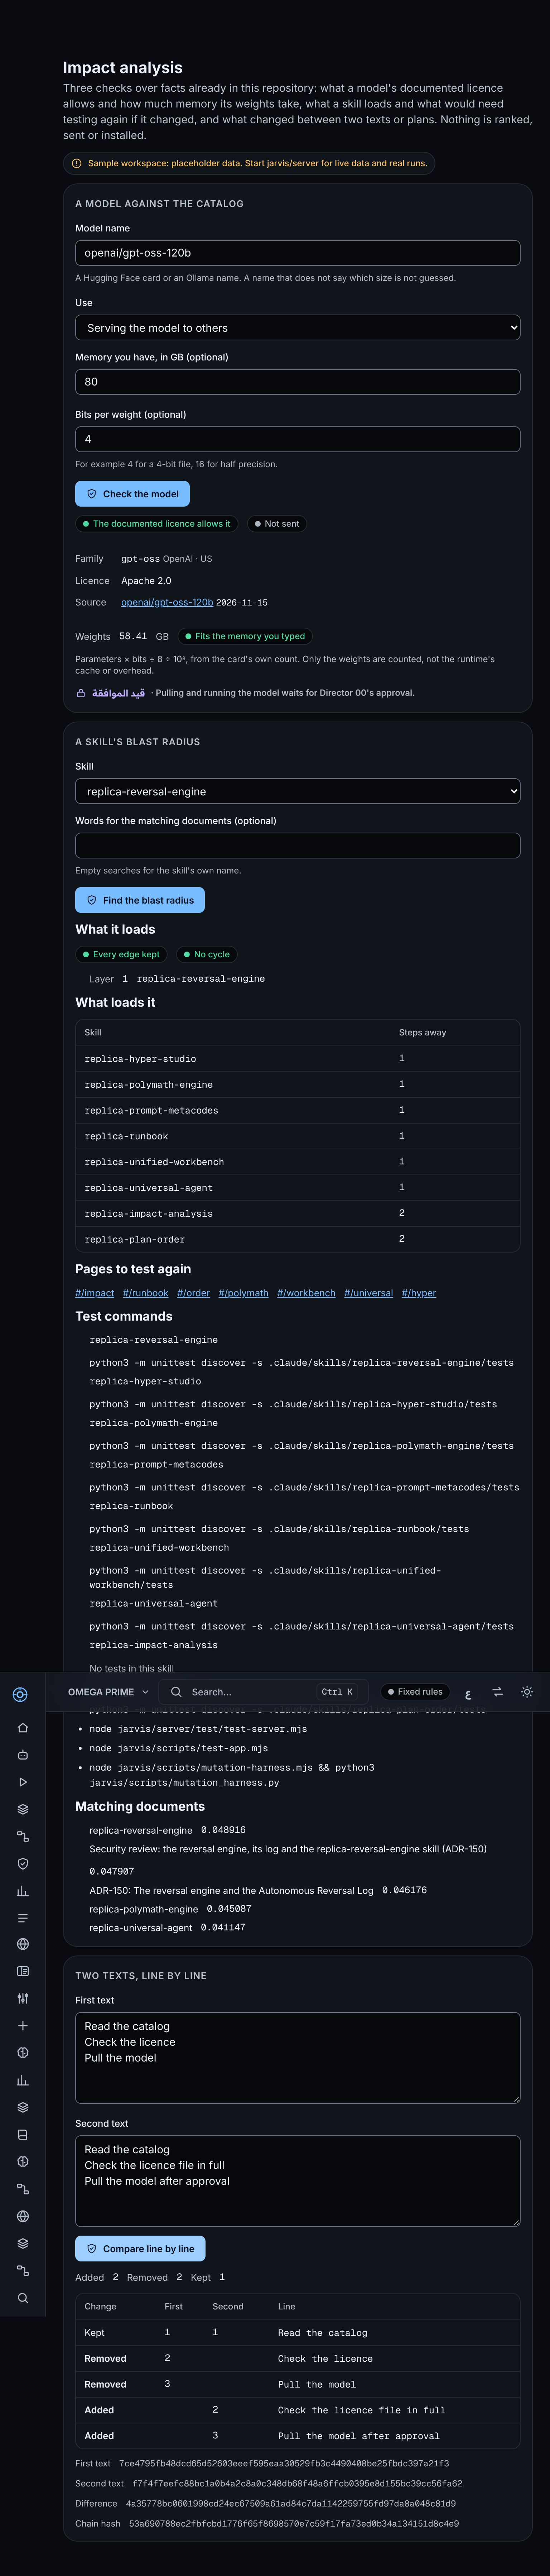 Impact analysis
Three checks over facts already in this repository: what a model's documented licence
allows and how much memory its weights take, what a skill loads and what would need
testing again if it changed, and what changed between two texts or plans. Nothing is ranked,
sent or installed.
Sample workspace: placeholder data. Start jarvis/server for live data and real runs.
A MODEL AGAINST THE CATALOG
Model name
openai/gpt-oss-120b
A Hugging Face card or an Ollama name. A name that does not say which size is not guessed.
Use
Serving the model to others
Memory you have, in GB (optional)
80
Bits per weight (optional)
4
For example 4 for a 4-bit file, 16 for half precision.
Check the model
The documented licence allows it Not sent
Family gpt-oss OpenAI · US
Licence Apache 2.0
Source openai/gpt-oss-120b 2026-11-15
Weights 58.41 GB Fits the memory you typed
Parameters × bits ÷ 8 ÷ 10⁹, from the card's own count. Only the weights are counted, not the runtime's
cache or overhead.
قيد الموافقة · Pulling and running the model waits for Director 00's approval.
A SKILL'S BLAST RADIUS
Skill
replica-reversal-engine
Words for the matching documents (optional)
Empty searches for the skill's own name.
Find the blast radius
What it loads
Every edge kept No cycle
Layer 1 replica-reversal-engine
What loads it
Skill Steps away
replica-hyper-studio 1
replica-polymath-engine 1
replica-prompt-metacodes 1
replica-runbook 1
replica-unified-workbench 1
replica-universal-agent 1
replica-impact-analysis 2
replica-plan-order 2
Pages to test again
#/impact #/runbook #/order #/polymath #/workbench #/universal #/hyper
Test commands
replica-reversal-engine
python3 -m unittest discover -s .claude/skills/replica-reversal-engine/tests
replica-hyper-studio
python3 -m unittest discover -s .claude/skills/replica-hyper-studio/tests
replica-polymath-engine
python3 -m unittest discover -s .claude/skills/replica-polymath-engine/tests
replica-prompt-metacodes
python3 -m unittest discover -s .claude/skills/replica-prompt-metacodes/tests
replica-runbook
python3 -m unittest discover -s .claude/skills/replica-runbook/tests
replica-unified-workbench
python3 -m unittest discover -s .claude/skills/replica-unified-
workbench/tests
replica-universal-agent
python3 -m unittest discover -s .claude/skills/replica-universal-agent/tests
replica-impact-analysis
No tests in this skill
OMEGA PRIME Search... Ctrl K Fixed rules ع
node jarvis/server/test/test-server.mjs
node jarvis/scripts/test-app.mjs
node jarvis/scripts/mutation-harness.mjs && python3
jarvis/scripts/mutation_harness.py
Matching documents
replica-reversal-engine 0.048916
Security review: the reversal engine, its log and the replica-reversal-engine skill (ADR-150)
0.047907
ADR-150: The reversal engine and the Autonomous Reversal Log 0.046176
replica-polymath-engine 0.045087
replica-universal-agent 0.041147
TWO TEXTS, LINE BY LINE
First text
Read the catalog
Check the licence
Pull the model
Second text
Read the catalog
Check the licence file in full
Pull the model after approval
Compare line by line
Added 2 Removed 2 Kept 1
Change First Second Line
Kept 1 1 Read the catalog
Removed 2 Check the licence
Removed 3 Pull the model
Added 2 Check the licence file in full
Added 3 Pull the model after approval
First text 7ce4795fb48dcd65d52603eeef595eaa30529fb3c4490408be25fbdc397a21f3
Second text f7f4f7eefc88bc1a0b4a2c8a0c348db68f48a6ffcb0395e8d155bc39cc56fa62
Difference 4a35778bc0601998cd24ec67509a61ad84c7da1142259755fd97da8a048c81d9
Chain hash 53a690788ec2fbfcbd1776f65f8698570e7c59f17fa73ed0b34a134151d8c4e9